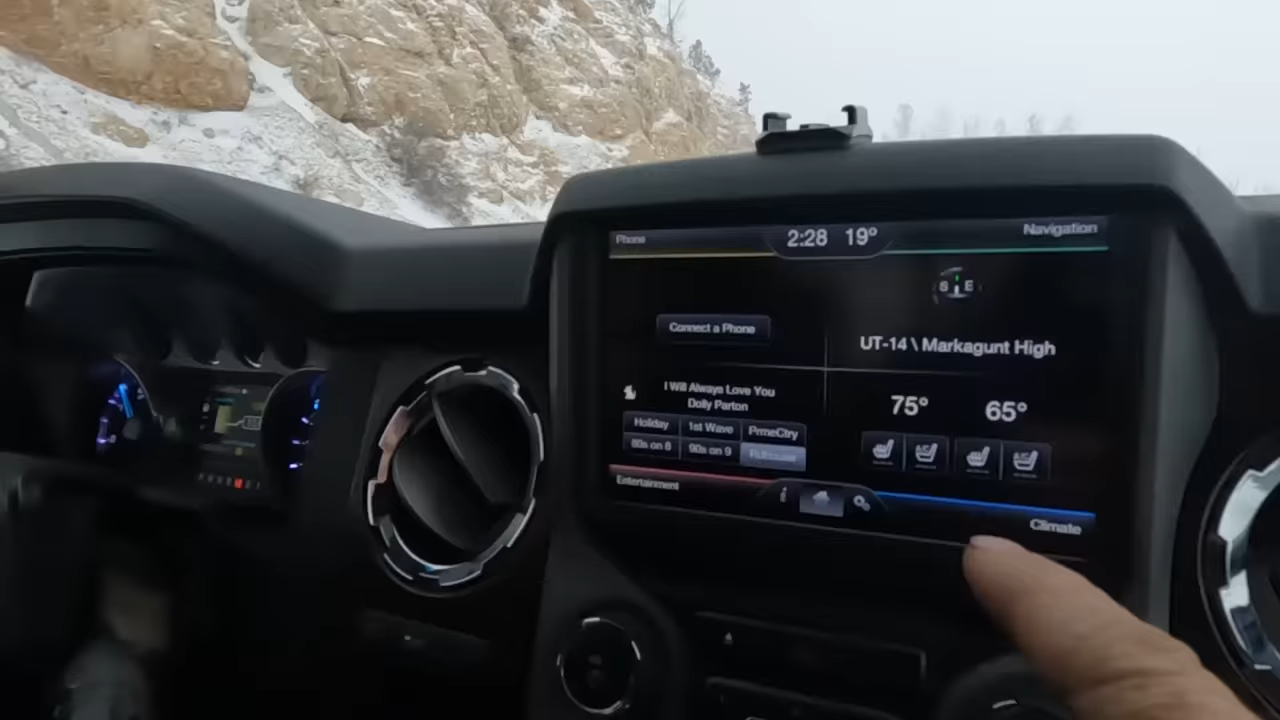 Phone
2:28 19°
Navigation
S E
Connect a Phone
UT-14 \ Markagunt High
I Will Always Love You
Dolly Parton
75° 65°
Holiday 1st Wave PrmeCtry
80s on 8 90s on 9
Entertainment
Climate